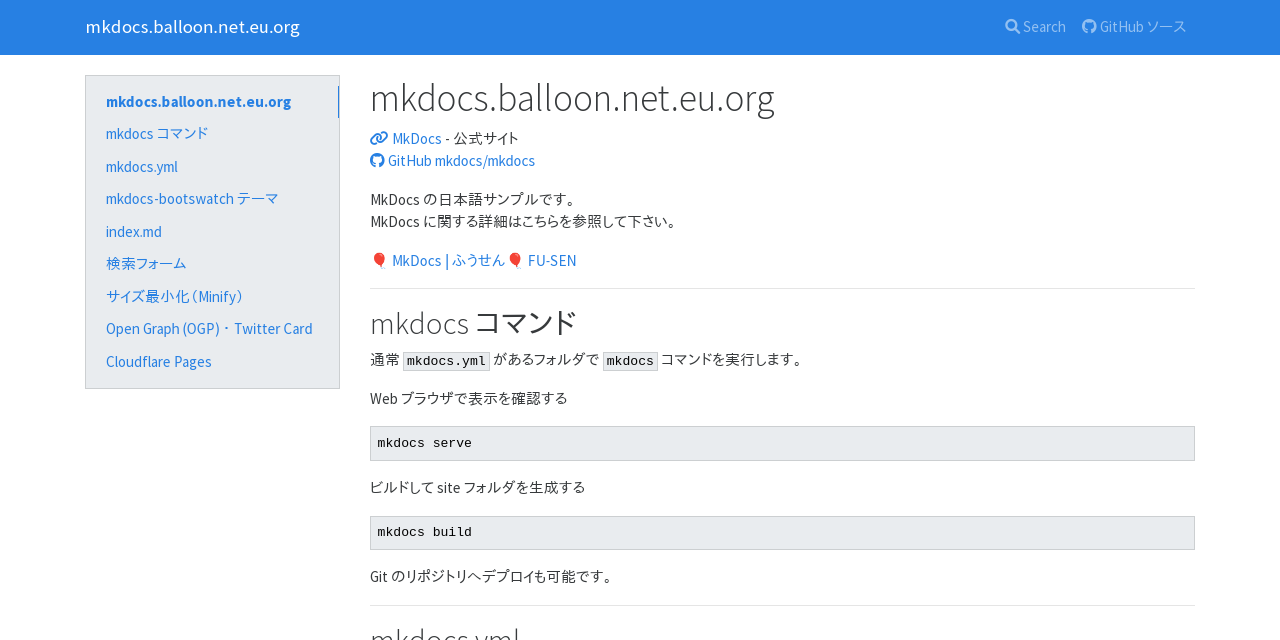 mkdocs.balloon.net.eu.org
Search
GitHub ソース
mkdocs.balloon.net.eu.org
mkdocs コマンド
mkdocs.yml
mkdocs-bootswatch テーマ
index.md
検索フォーム
サイズ最小化（Minify）
Open Graph (OGP) ・ Twitter Card
Cloudflare Pages
mkdocs.balloon.net.eu.org
MkDocs - 公式サイト
GitHub mkdocs/mkdocs
MkDocs の日本語サンプルです。
MkDocs に関する詳細はこちらを参照して下さい。
🎈 MkDocs | ふうせん🎈 FU-SEN
mkdocs コマンド
通常 mkdocs.yml があるフォルダで mkdocs コマンドを実行します。
Web ブラウザで表示を確認する
mkdocs serve
ビルドして site フォルダを生成する
mkdocs build
Git のリポジトリへデプロイも可能です。
mkdocs.yml